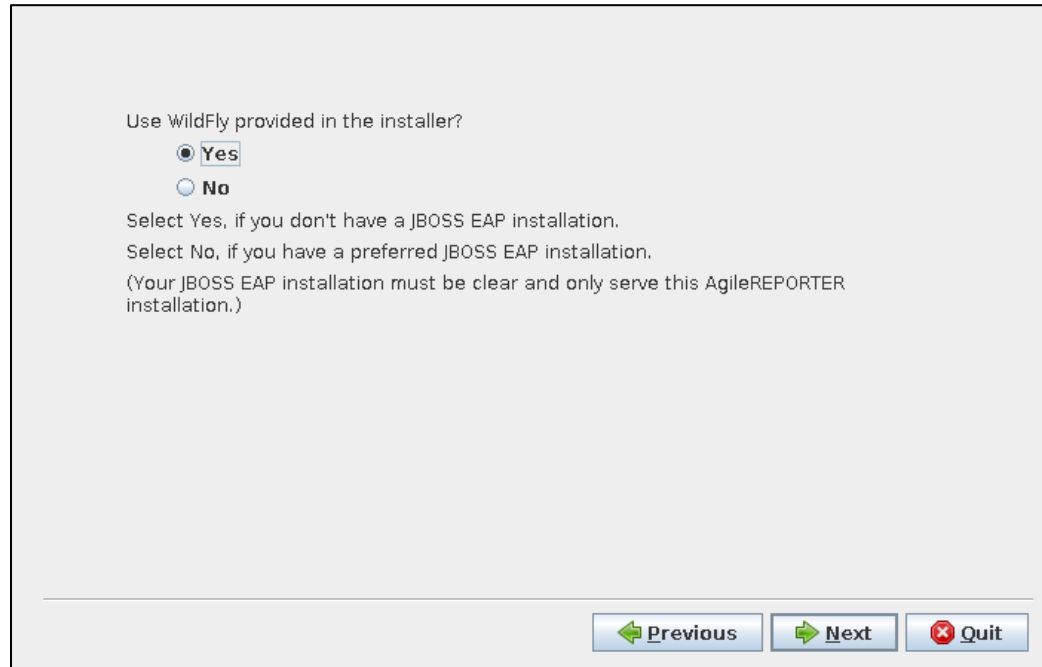 Use WildFly provided in the installer?
Yes
No
Select Yes, if you don't have a JBOSS EAP installation.
Select No, if you have a preferred JBOSS EAP installation.
(Your JBOSS EAP installation must be clear and only serve this AgileREPORTER
installation.)
Previous Next Quit